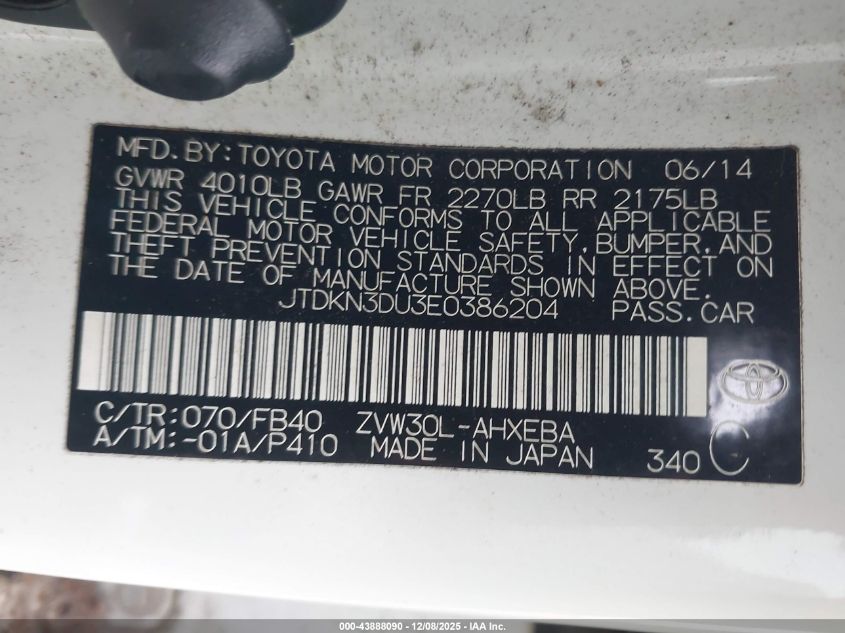 MFD.BY:TOYOTA MOTOR CORPORATION 06/14
GVWR 4010LB GAWR FR 2270LB RR 2175LB
THIS VEHICLE CONFORMS TO ALL APPLICABLE
FEDERAL MOTOR VEHICLE SAFETY,BUMPER,AND
THEFT PREVENTION STANDARDS IN EFFECT ON
THE DATE OF MANUFACTURE SHOWN ABOVE.
JTDKN3DU3E0386204 PASS.CAR
C/TR:070/FB40 ZVW30L-AHXEBA
A/TM:-01A/P410 MADE IN JAPAN 340 C
000-43888090 - 12/08/2025 - IAA Inc.